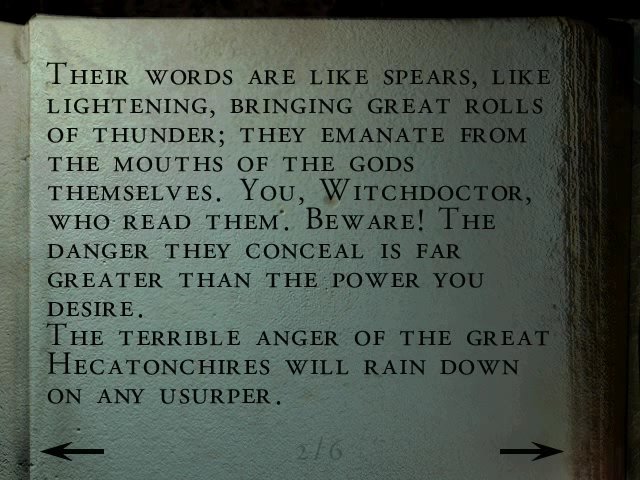 Their words are like spears, like
lightening, bringing great rolls
of thunder; they emanate from
the mouths of the gods
themselves. You, Witchdoctor,
who read them. Beware! The
danger they conceal is far
greater than the power you
desire.
The terrible anger of the great
Hecatonchires will rain down
on any usurper.
2/6